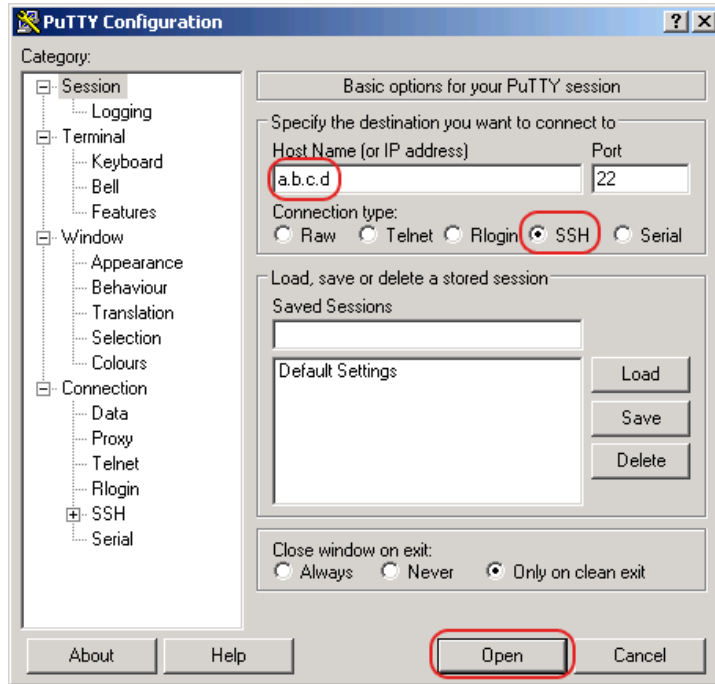 PuTTY Configuration
Category:
Session
Logging
Terminal
Keyboard
Bell
Features
Window
Appearance
Behaviour
Translation
Selection
Colours
Connection
Data
Proxy
Telnet
Rlogin
SSH
Serial
Basic options for your PuTTY session
Specify the destination you want to connect to
Host Name (or IP address) Port
a.b.c.d 22
Connection type:
Raw Telnet Rlogin SSH Serial
Load, save or delete a stored session
Saved Sessions
Default Settings
Load
Save
Delete
Close window on exit:
Always Never Only on clean exit
About Help Open Cancel